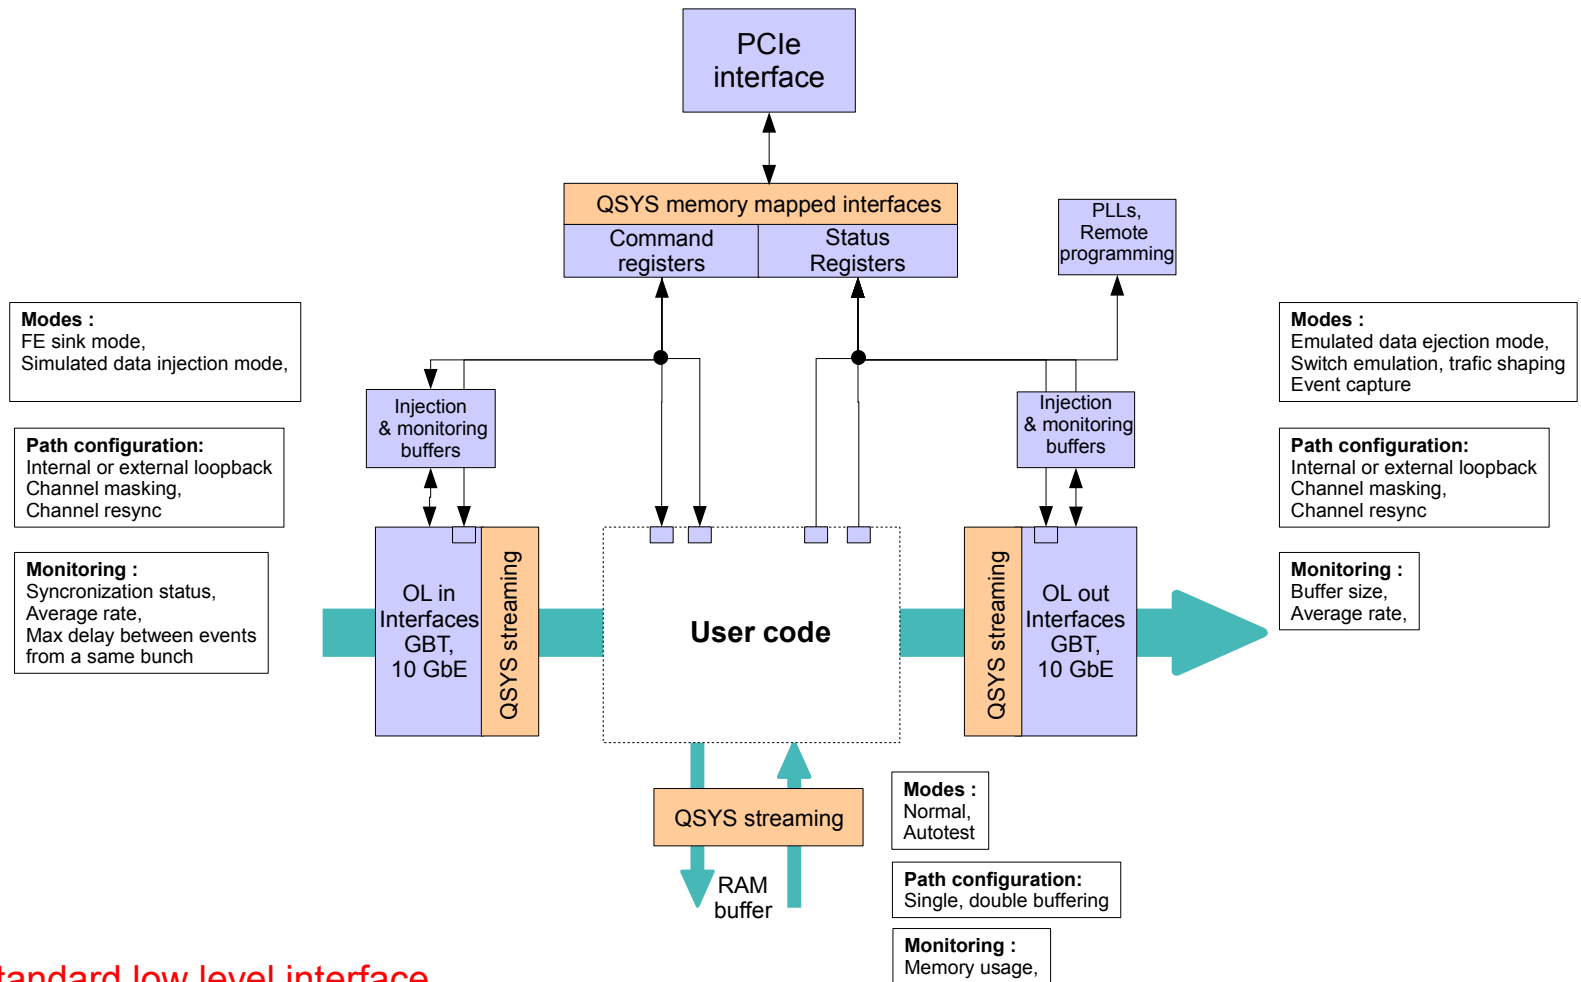 PCIe
interface
QSYS memory mapped interfaces
Command
registers
Status
Registers
PLLs,
Remote
programming
Modes :
FE sink mode,
Simulated data injection mode,
Path configuration:
Internal or external loopback
Channel masking,
Channel resync
Monitoring :
Syncronization status,
Average rate,
Max delay between events
from a same bunch
Injection
& monitoring
buffers
OL in
Interfaces
GBT,
10 GbE
QSYS streaming
User code
QSYS streaming
OL out
Interfaces
GBT,
10 GbE
Injection
& monitoring
buffers
Modes :
Emulated data ejection mode,
Switch emulation, trafic shaping
Event capture
Path configuration:
Internal or external loopback
Channel masking,
Channel resync
Monitoring :
Buffer size,
Average rate,
QSYS streaming
RAM
buffer
Modes :
Normal,
Autotest
Path configuration:
Single, double buffering
Monitoring :
Memory usage,
tandard low level interface